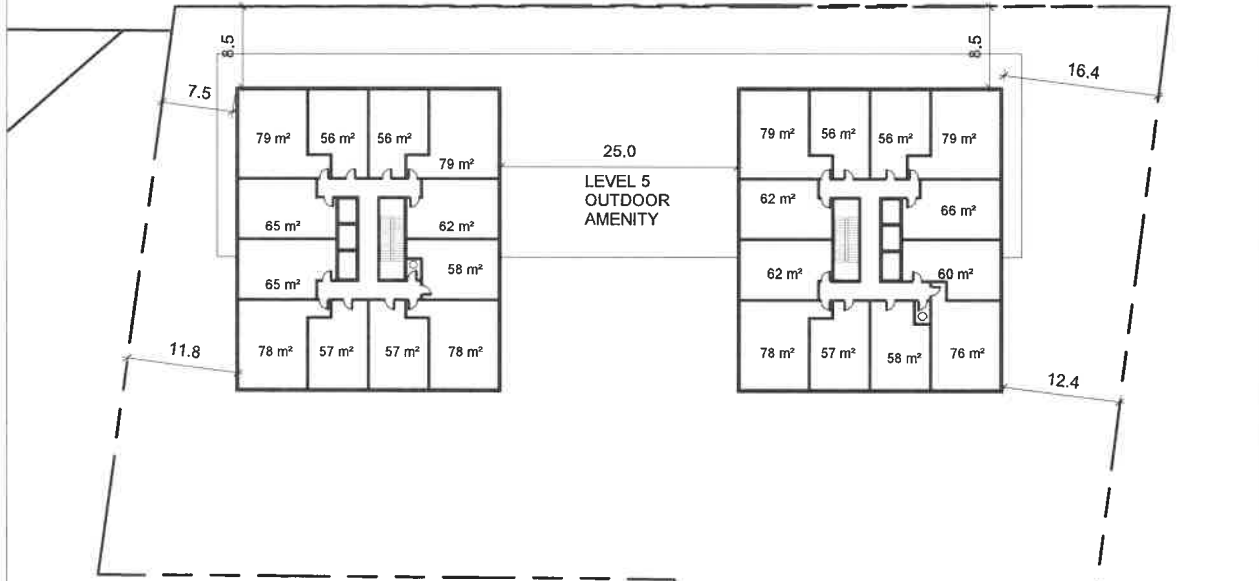 8.5
8.5
16.4
7.5
79 m²
56 m²
56 m²
79 m²
25.0
LEVEL 5
OUTDOOR
AMENITY
79 m²
56 m²
56 m²
79 m²
65 m²
62 m²
62 m²
66 m²
65 m²
58 m²
62 m²
60 m²
11.8
78 m²
57 m²
57 m²
78 m²
78 m²
57 m²
58 m²
76 m²
12.4